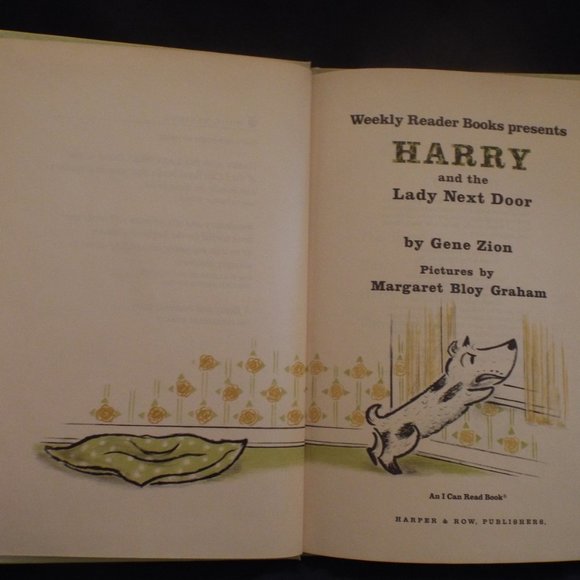 Weekly Reader Books presents
HARRY
and the
Lady Next Door
by Gene Zion
Pictures by
Margaret Bloy Graham
An I Can Read Book®
HARPER & ROW, PUBLISHERS.